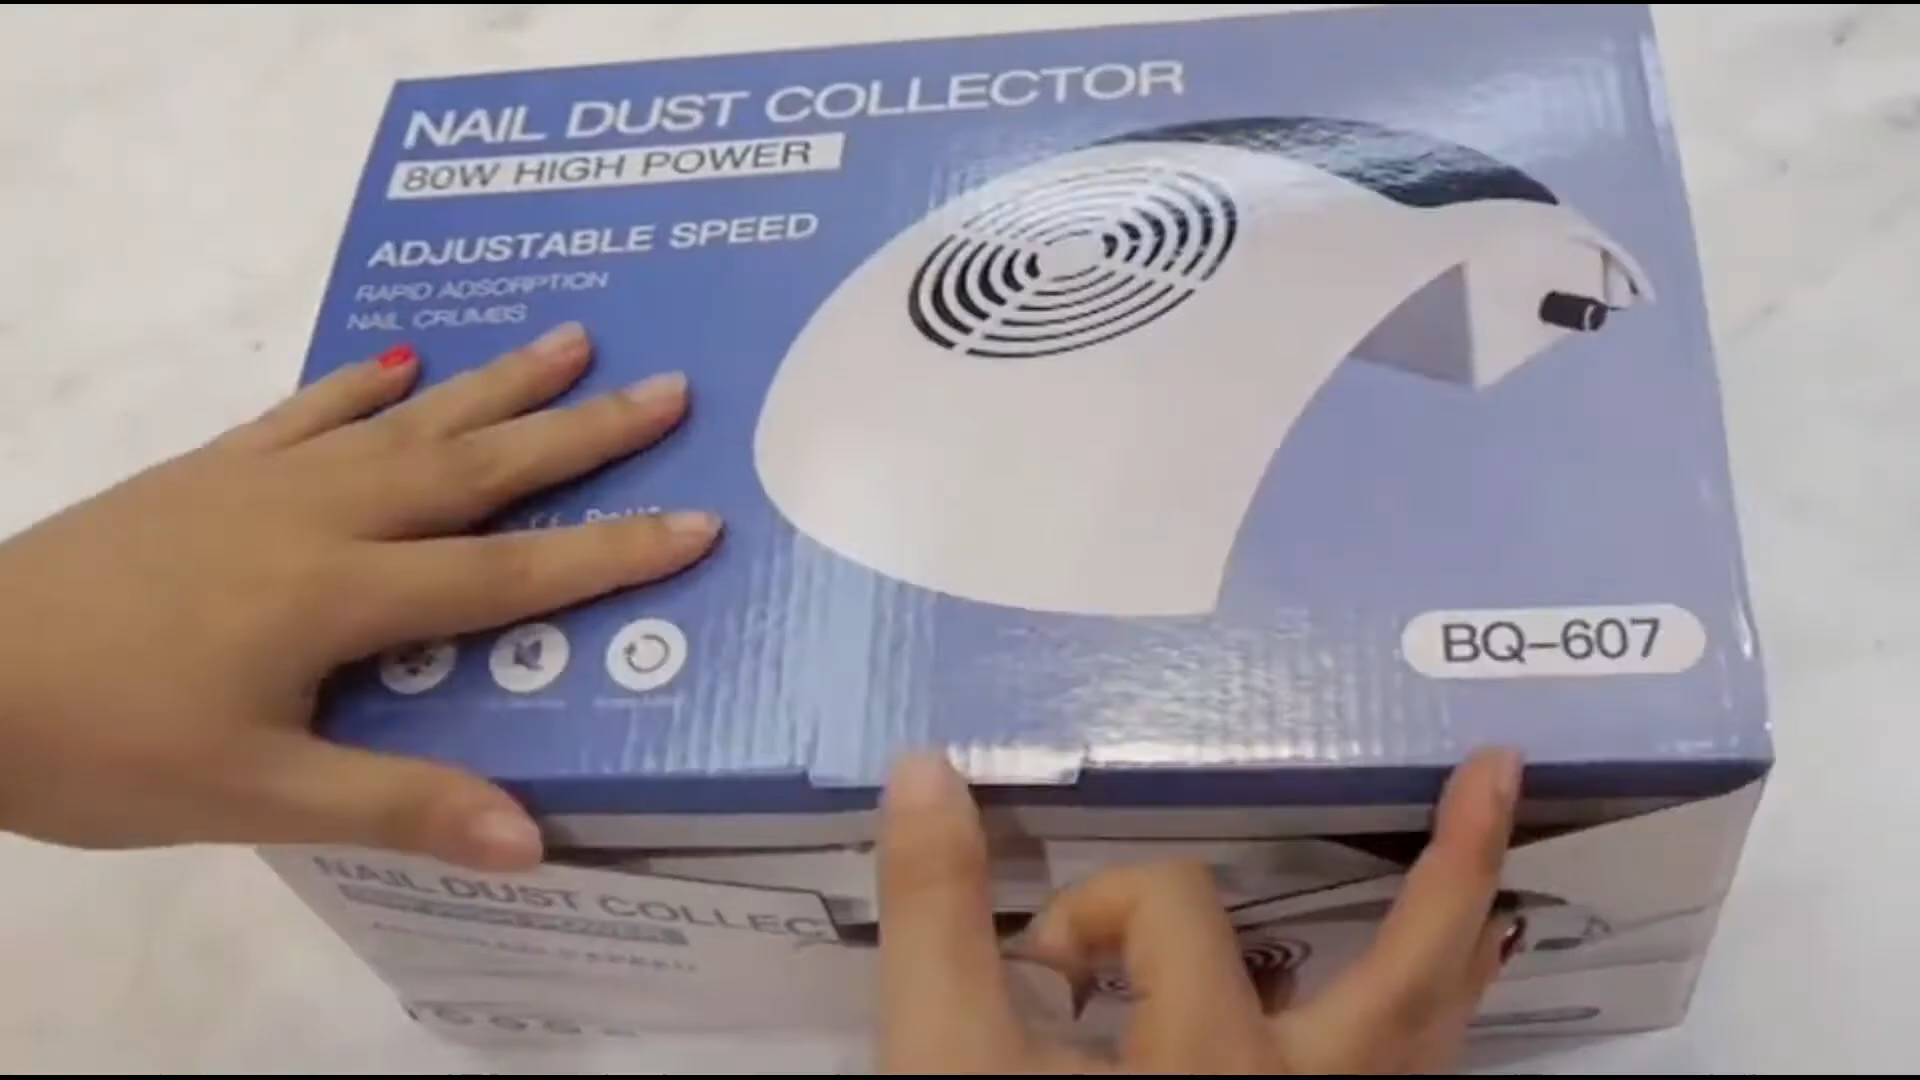 NAIL DUST COLLECTOR
80W HIGH POWER
ADJUSTABLE SPEED
RAPID ADSORPTION
NAIL CRUMBS
BQ-607
NAIL DUST COLLEC